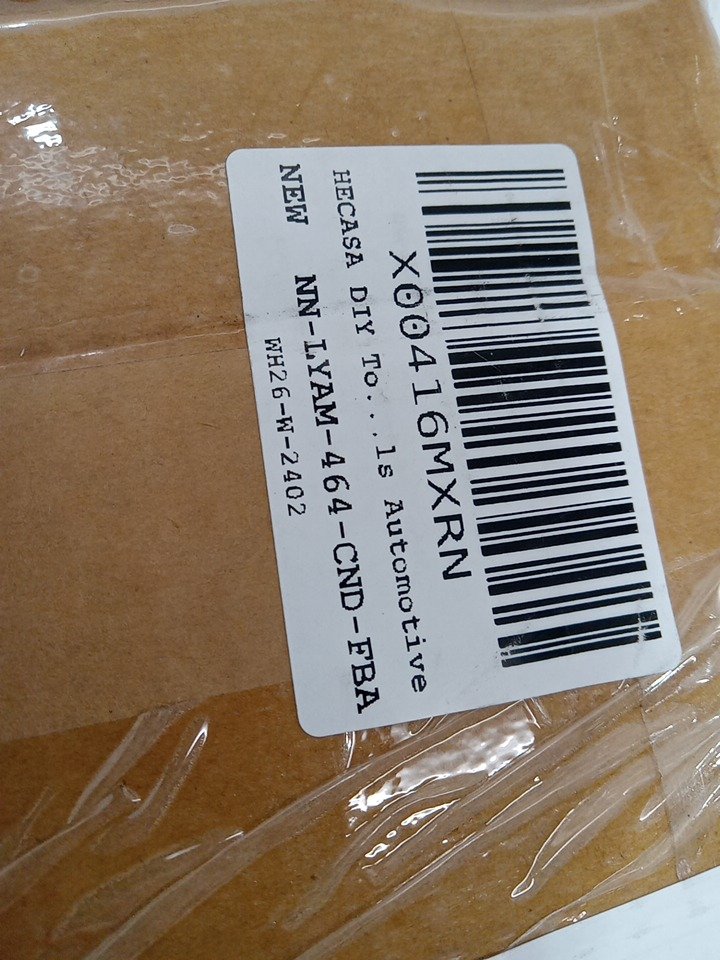 X00416MXRN
HECASA DIY To...ls Automotive
NEW NN-LYAM-464-CND-FBA
WH26-W-2402